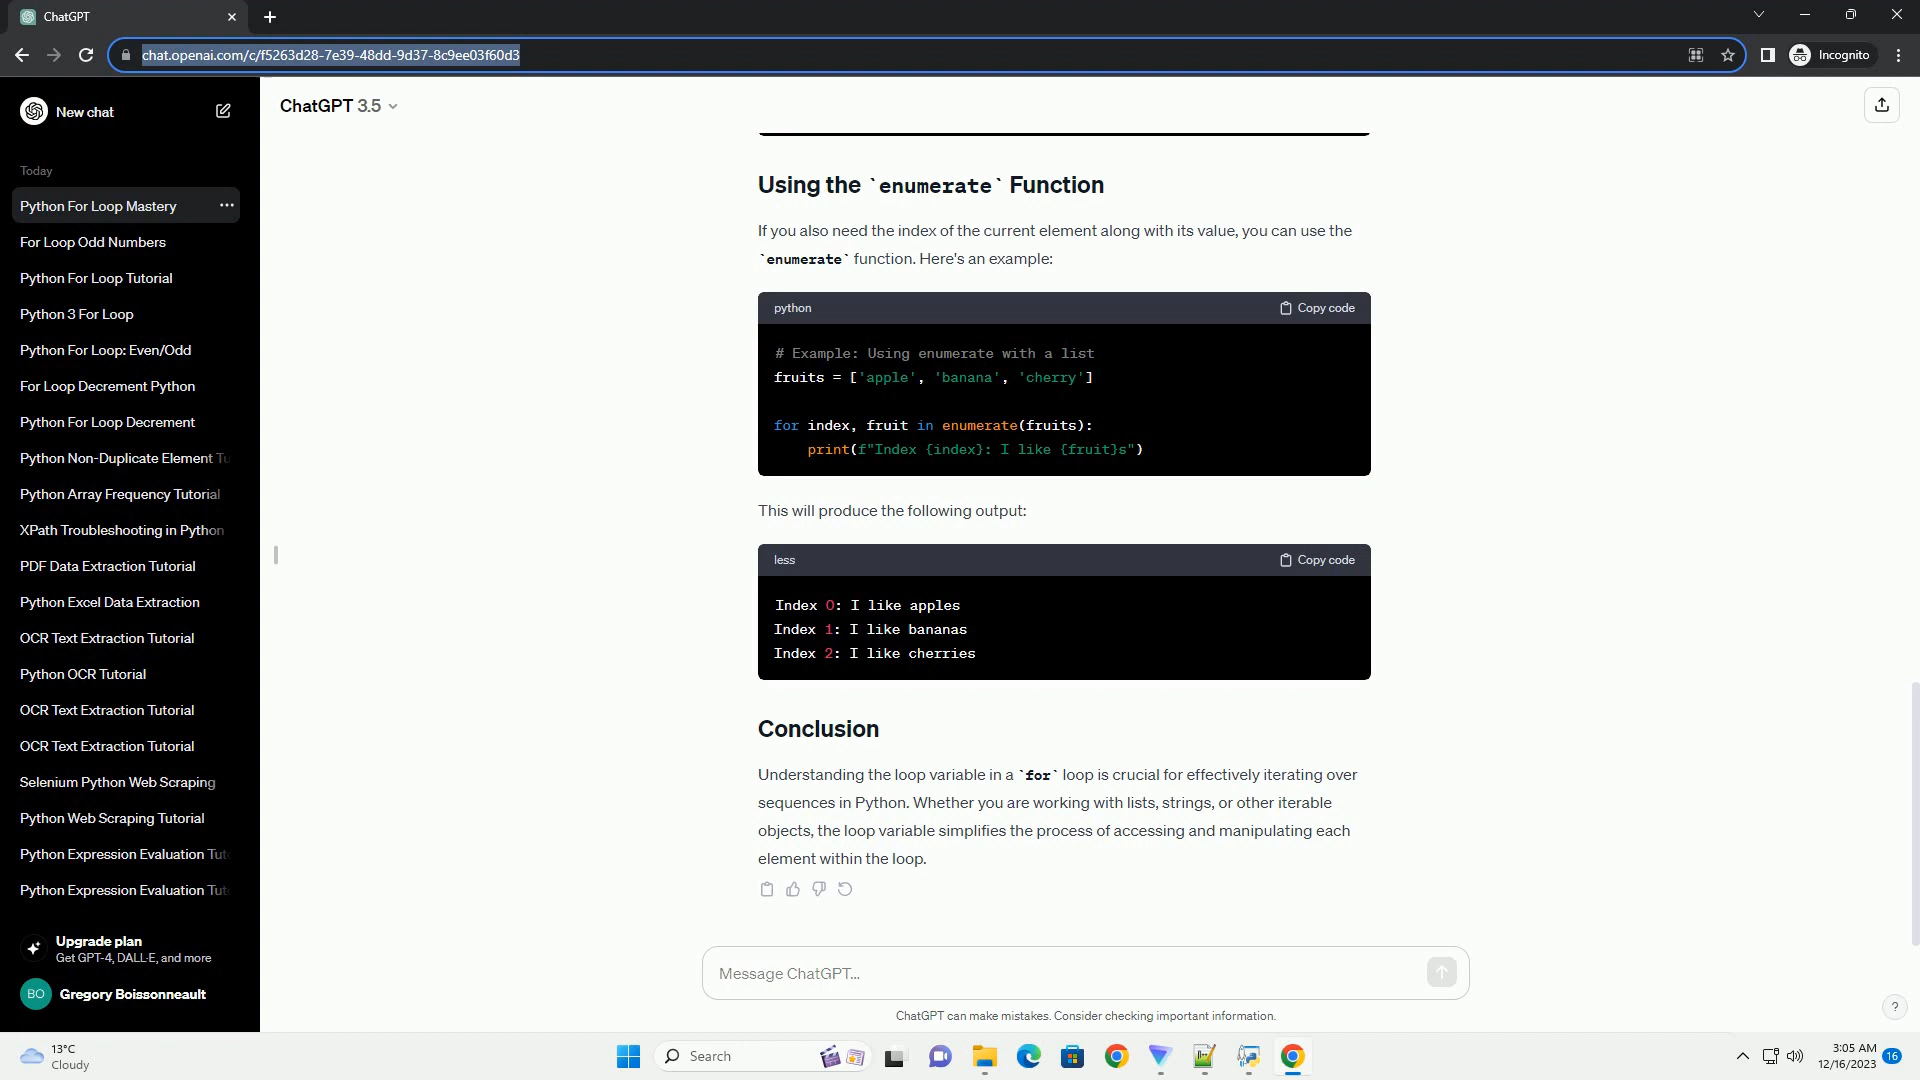 ChatGPT
chat.openai.com/c/f5263d28-7e39-48dd-9d37-8c9ee03f60d3
Incognito
New chat
Today
Python For Loop Mastery
For Loop Odd Numbers
Python For Loop Tutorial
Python 3 For Loop
Python For Loop: Even/Odd
For Loop Decrement Python
Python For Loop Decrement
Python Non-Duplicate Element Tu
Python Array Frequency Tutorial
XPath Troubleshooting in Python
PDF Data Extraction Tutorial
Python Excel Data Extraction
OCR Text Extraction Tutorial
Python OCR Tutorial
OCR Text Extraction Tutorial
OCR Text Extraction Tutorial
Selenium Python Web Scraping
Python Web Scraping Tutorial
Python Expression Evaluation Tut
Python Expression Evaluation Tut
Upgrade plan
Get GPT-4, DALL·E, and more
BO Gregory Boissonneault
ChatGPT 3.5
Using the `enumerate` Function
If you also need the index of the current element along with its value, you can use the
`enumerate` function. Here's an example:
python Copy code
# Example: Using enumerate with a list
fruits = ['apple', 'banana', 'cherry']
for index, fruit in enumerate(fruits):
    print(f"Index {index}: I like {fruit}s")
This will produce the following output:
less Copy code
Index 0: I like apples
Index 1: I like bananas
Index 2: I like cherries
Conclusion
Understanding the loop variable in a `for` loop is crucial for effectively iterating over
sequences in Python. Whether you are working with lists, strings, or other iterable
objects, the loop variable simplifies the process of accessing and manipulating each
element within the loop.
Message ChatGPT...
ChatGPT can make mistakes. Consider checking important information.
?
13°C
Cloudy
Search
3:05 AM
12/16/2023
16